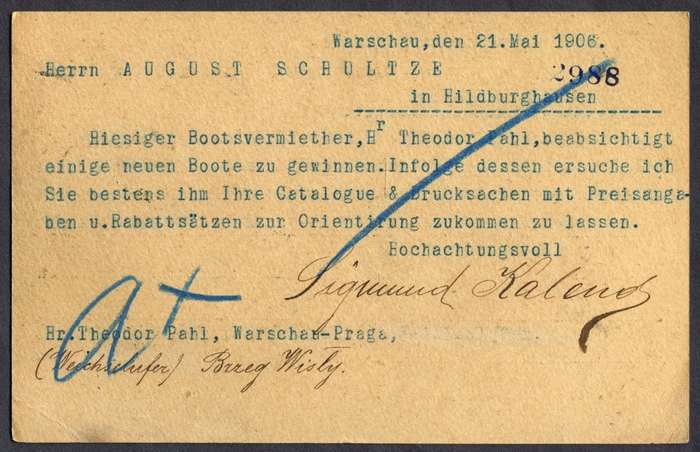 Warschau,den 21.Mai 1906.
Herrn AUGUST SCHULTZE
2988
in Hildburghausen
Hiesiger Bootsvermiether,Hr Theodor Pahl,beabsichtigt
einige neuen Boote zu gewinnen.Infolge dessen ersuche ich
Sie bestens ihm Ihre Catalogue & Drucksachen mit Preisanga-
ben u.Rabattsätzen zur Orientirung zukommen zu lassen.
Hochachtungsvoll
Sigmund Kalend
Hr.Theodor Pahl, Warschau-Praga,
(Weichselufer) Brzeg Wisły.